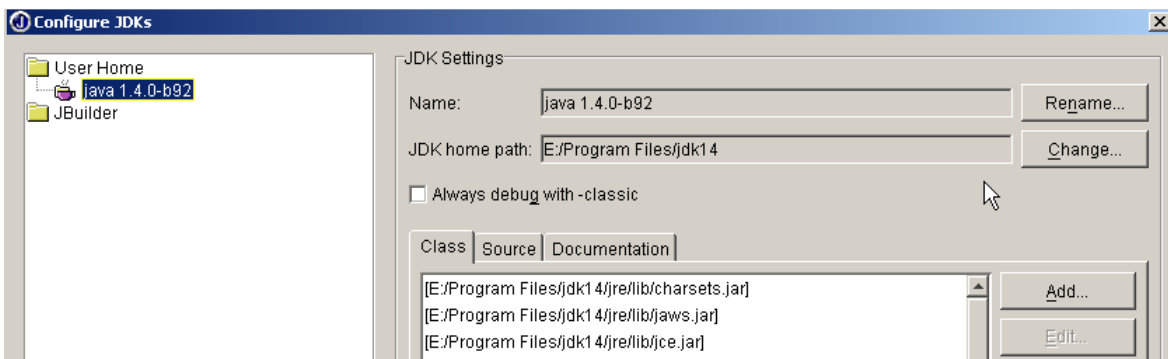 Configure JDKs
User Home
java 1.4.0-b92
JBuilder
JDK Settings
Name: java 1.4.0-b92 Rename...
JDK home path: E:/Program Files/jdk14 Change...
Always debug with -classic
Class Source Documentation
[E:/Program Files/jdk14/jre/lib/charsets.jar]
[E:/Program Files/jdk14/jre/lib/jaws.jar]
[E:/Program Files/jdk14/jre/lib/jce.jar]
Add...
Edit...